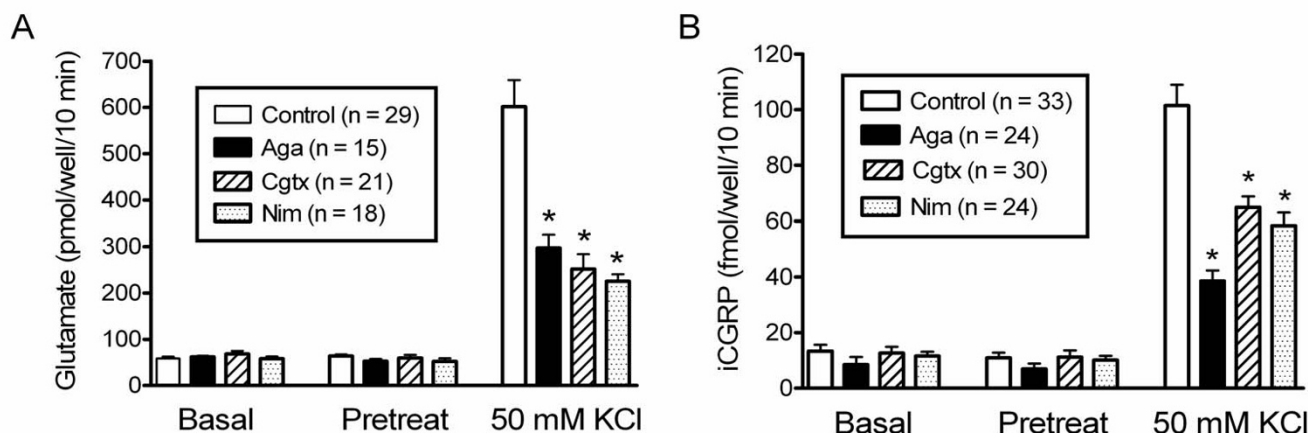 A
Glutamate (pmol/well/10 min)
700
600
500
400
300
200
100
0
Control (n = 29)
Aga (n = 15)
Cgtx (n = 21)
Nim (n = 18)
* * *
Basal Pretreat 50 mM KCl
B
iCGRP (fmol/well/10 min)
120
100
80
60
40
20
0
Control (n = 33)
Aga (n = 24)
Cgtx (n = 30)
Nim (n = 24)
* * *
Basal Pretreat 50 mM KCl